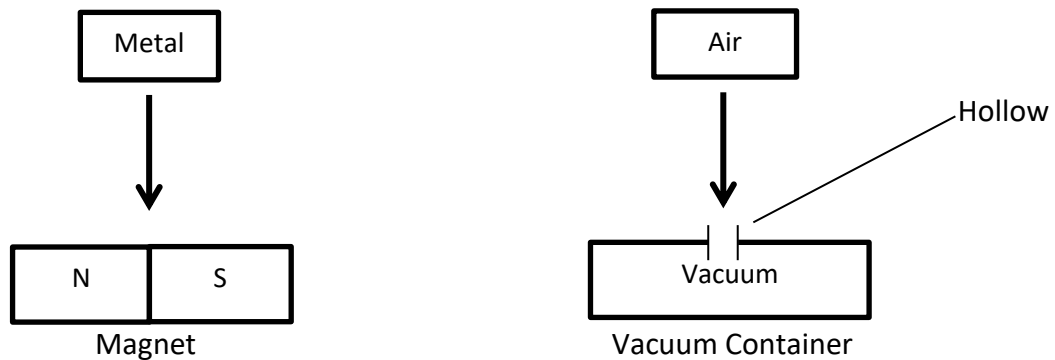 Metal
N
S
Magnet
Air
Hollow
Vacuum
Vacuum Container